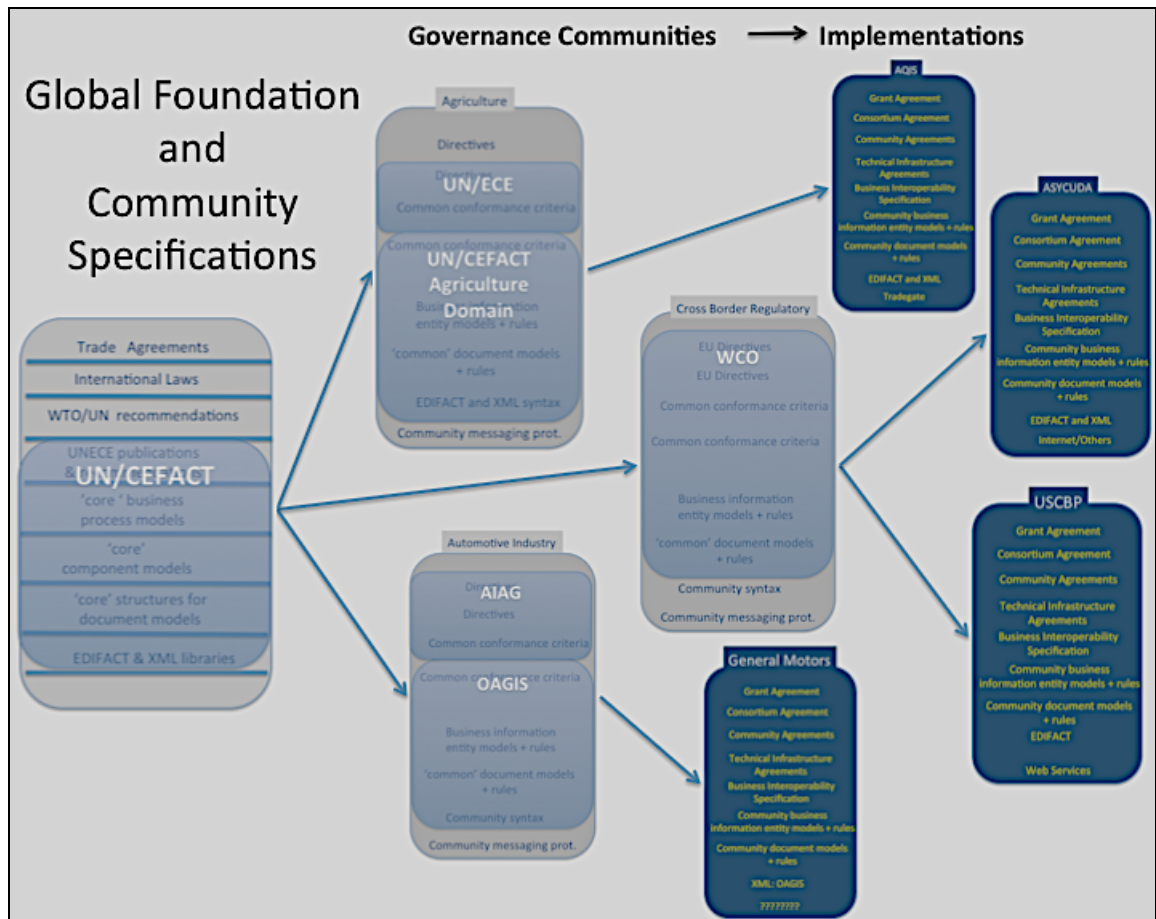 Governance Communities
Implementations
Global Foundation
and
Community
Specifications
Trade Agreements
International Laws
WTO/UN recommendations
UNECE publications
&
UN/CEFACT
'core ' business
process models
'core'
component models
'core' structures for
document models
EDIFACT & XML libraries
Agriculture
Directives
Directives
UN/ECE
Common conformance criteria
Common conformance criteria
UN/CEFACT
Agriculture
Domain
Business information
entity models + rules
'common' document models
+ rules
EDIFACT and XML syntax
Community messaging prot.
Automotive Industry
Directives
AIAG
Directives
Common conformance criteria
Common conformance criteria
OAGIS
Business information
entity models + rules
'common' document models
+ rules
Community syntax
Community messaging prot.
Cross Border Regulatory
EU Directives
WCO
EU Directives
Common conformance criteria
Common conformance criteria
Business information
entity models + rules
'common' document models
+ rules
Community syntax
Community messaging prot.
AQIS
Grant Agreement
Consortium Agreement
Community Agreements
Technical Infrastructure
Agreements
Business Interoperability
Specification
Community business
information entity models + rules
Community document models
+ rules
EDIFACT and XML
Tradegate
ASYCUDA
Grant Agreement
Consortium Agreement
Community Agreements
Technical Infrastructure
Agreements
Business Interoperability
Specification
Community business
information entity models + rules
Community document models
+ rules
EDIFACT and XML
Internet/Others
USCBP
Grant Agreement
Consortium Agreement
Community Agreements
Technical Infrastructure
Agreements
Business Interoperability
Specification
Community business
information entity models + rules
Community document models
+ rules
EDIFACT
Web Services
General Motors
Grant Agreement
Consortium Agreement
Community Agreements
Technical Infrastructure
Agreements
Business Interoperability
Specification
Community business
information entity models + rules
Community document models
+ rules
XML: OAGIS
????????